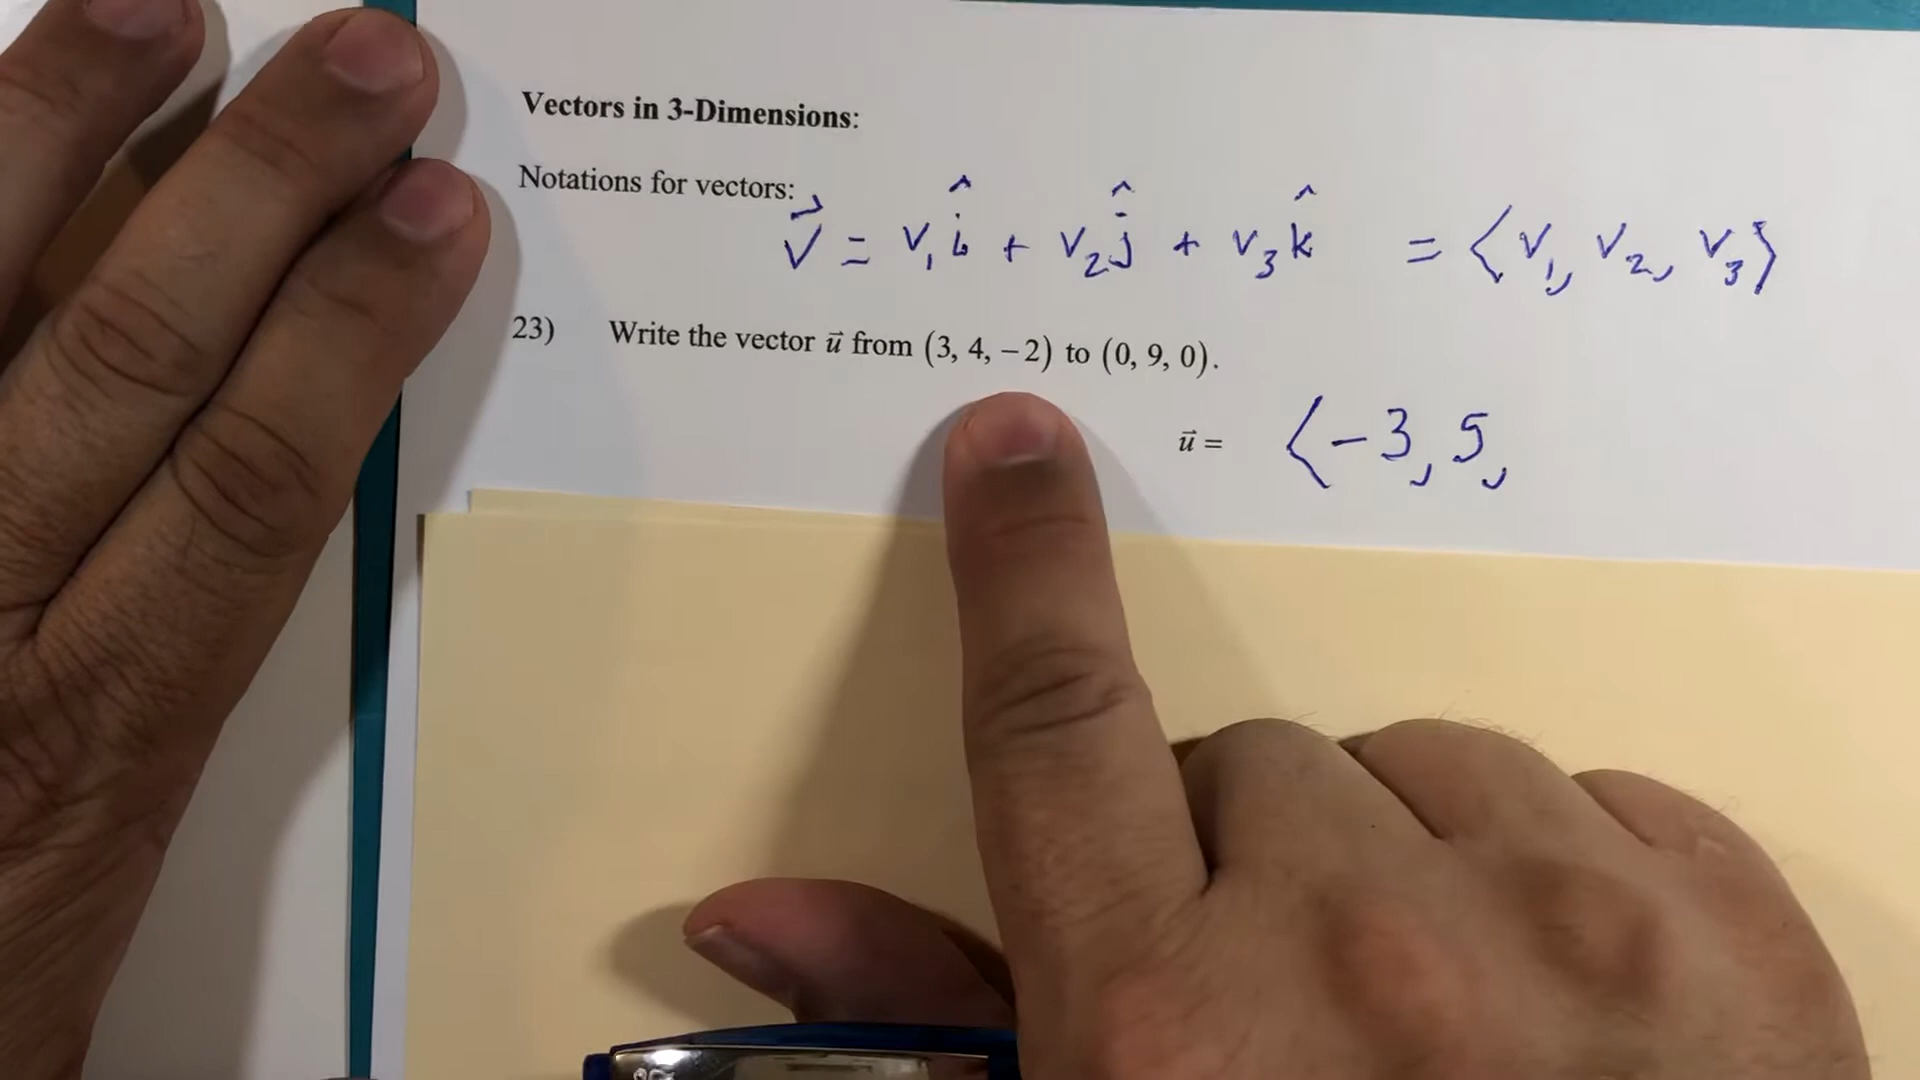 Vectors in 3-Dimensions:
Notations for vectors:
v⃗ = v₁î + v₂ĵ + v₃k̂ = ⟨v₁, v₂, v₃⟩
23) Write the vector u⃗ from (3, 4, −2) to (0, 9, 0).
u⃗ = ⟨−3, 5,